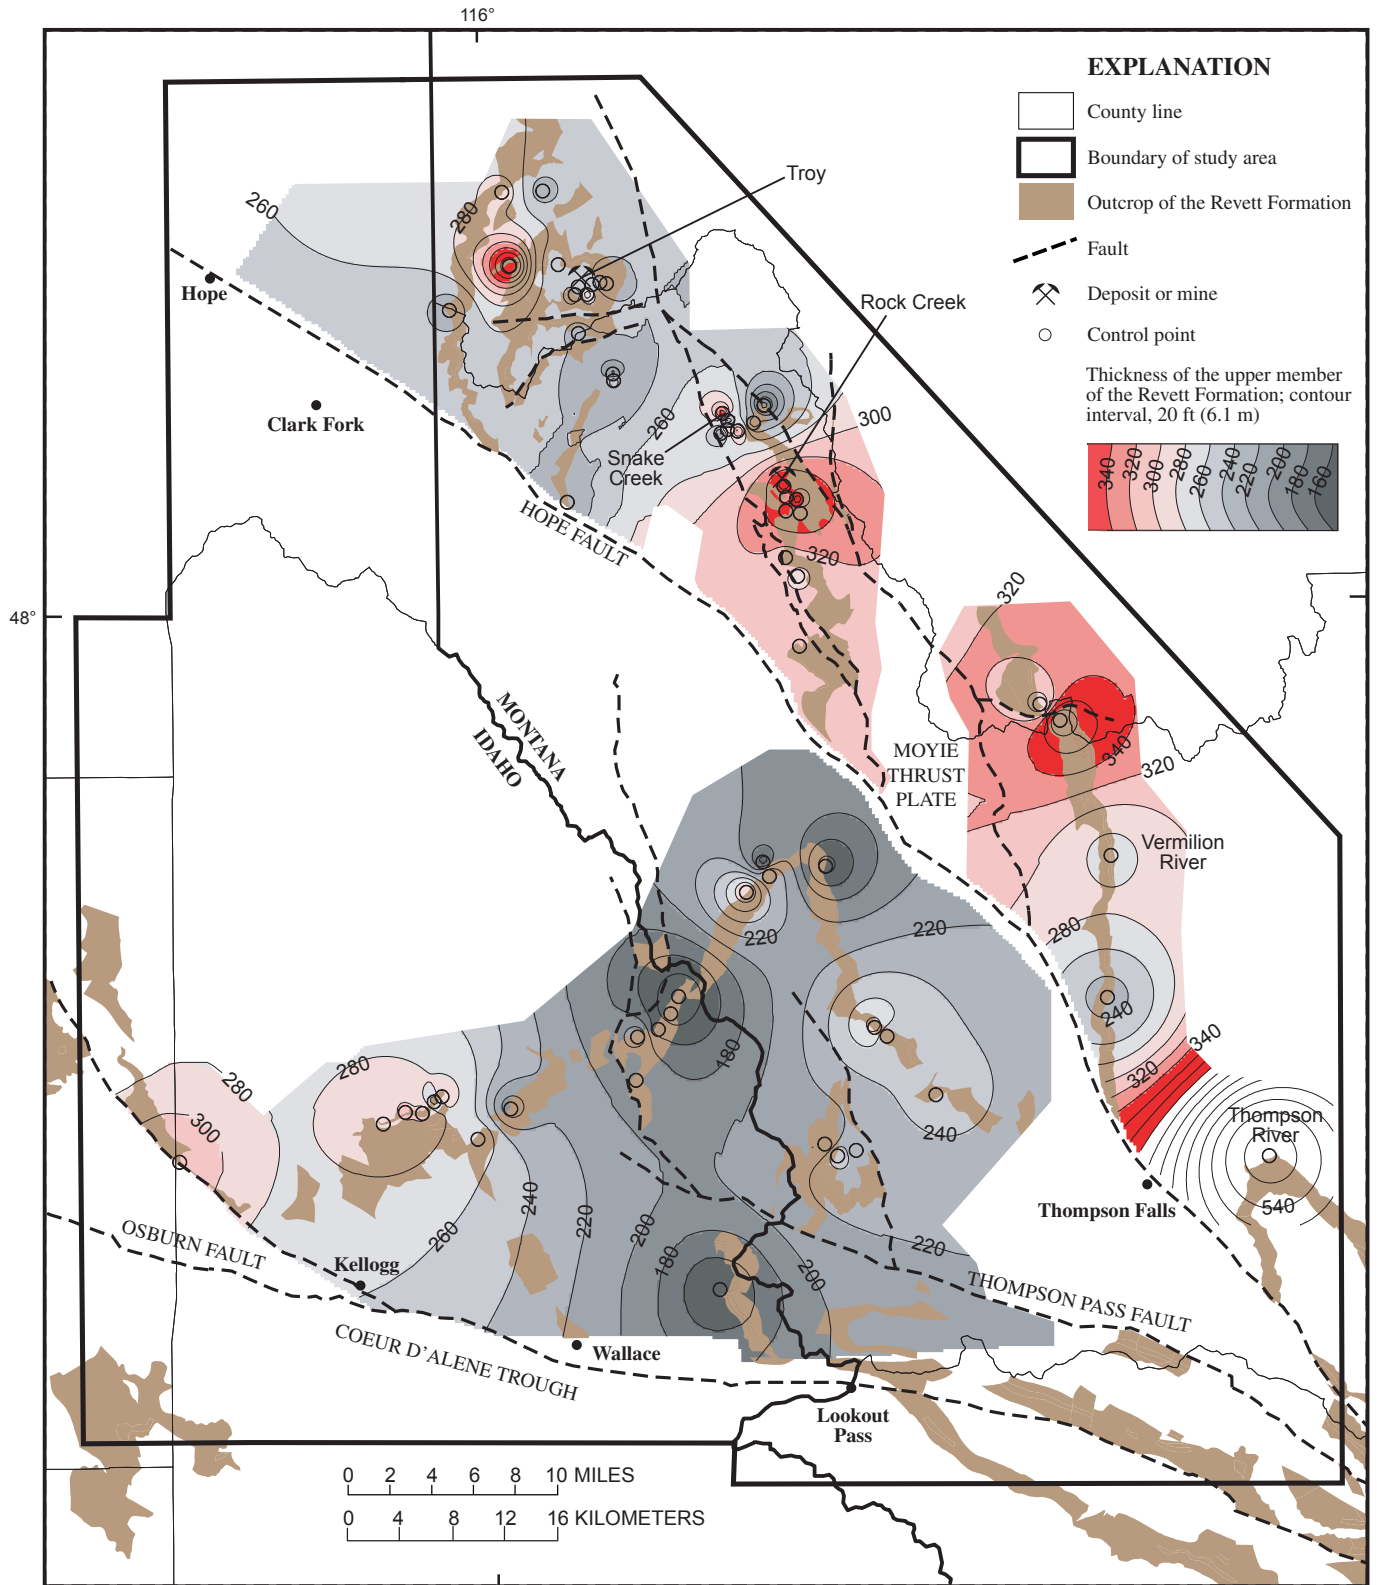 116°
EXPLANATION
County line
Boundary of study area
Outcrop of the Revett Formation
Fault
Deposit or mine
Control point
Thickness of the upper member
of the Revett Formation; contour
interval, 20 ft (6.1 m)
340
320
300
280
260
240
220
200
180
160
Troy
260
280
Hope
Rock Creek
Clark Fork
260
300
Snake
Creek
HOPE FAULT
320
48°
320
MONTANA
IDAHO
MOYIE
THRUST
PLATE
340
320
Vermilion
River
220
220
280
240
180
340
320
280
280
300
Thompson
River
240
540
Thompson Falls
240
220
200
180
260
220
200
OSBURN FAULT
Kellogg
THOMPSON PASS FAULT
COEUR D'ALENE TROUGH
Wallace
Lookout
Pass
0 2 4 6 8 10 MILES
0 4 8 12 16 KILOMETERS